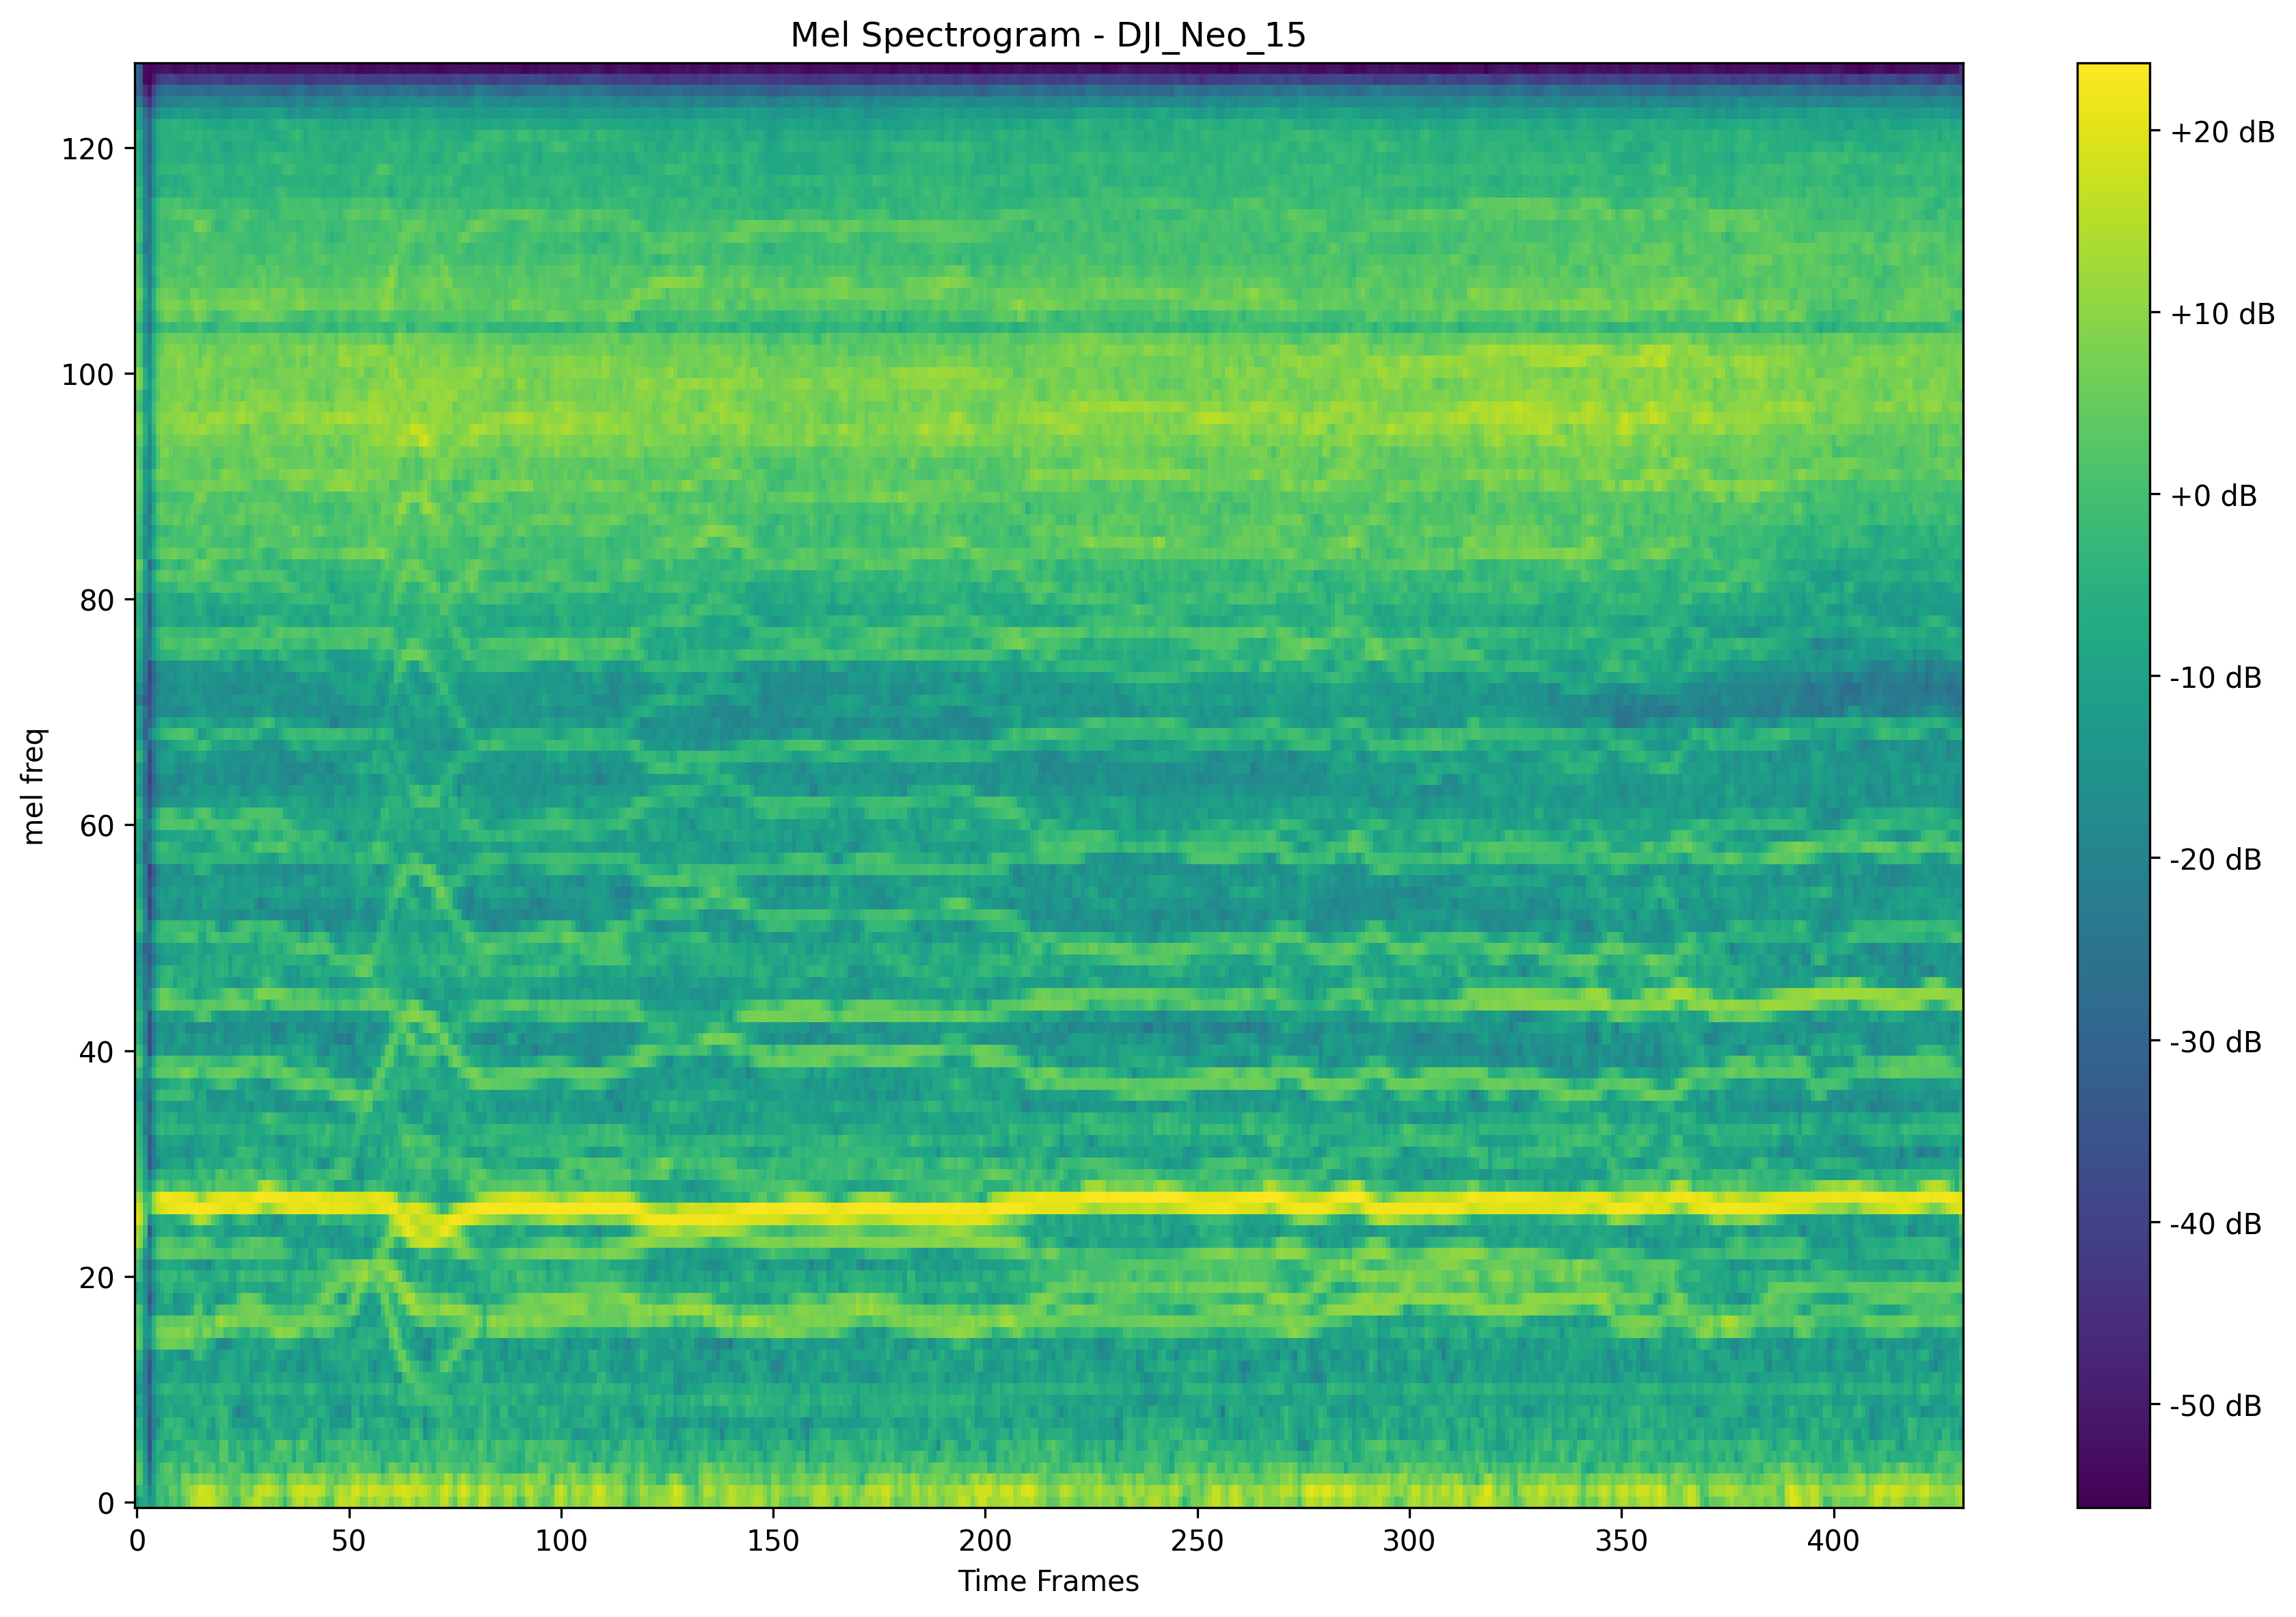 Mel Spectrogram - DJI_Neo_15
mel freq
120
100
80
60
40
20
0
0 50 100 150 200 250 300 350 400
Time Frames
+20 dB
+10 dB
+0 dB
-10 dB
-20 dB
-30 dB
-40 dB
-50 dB